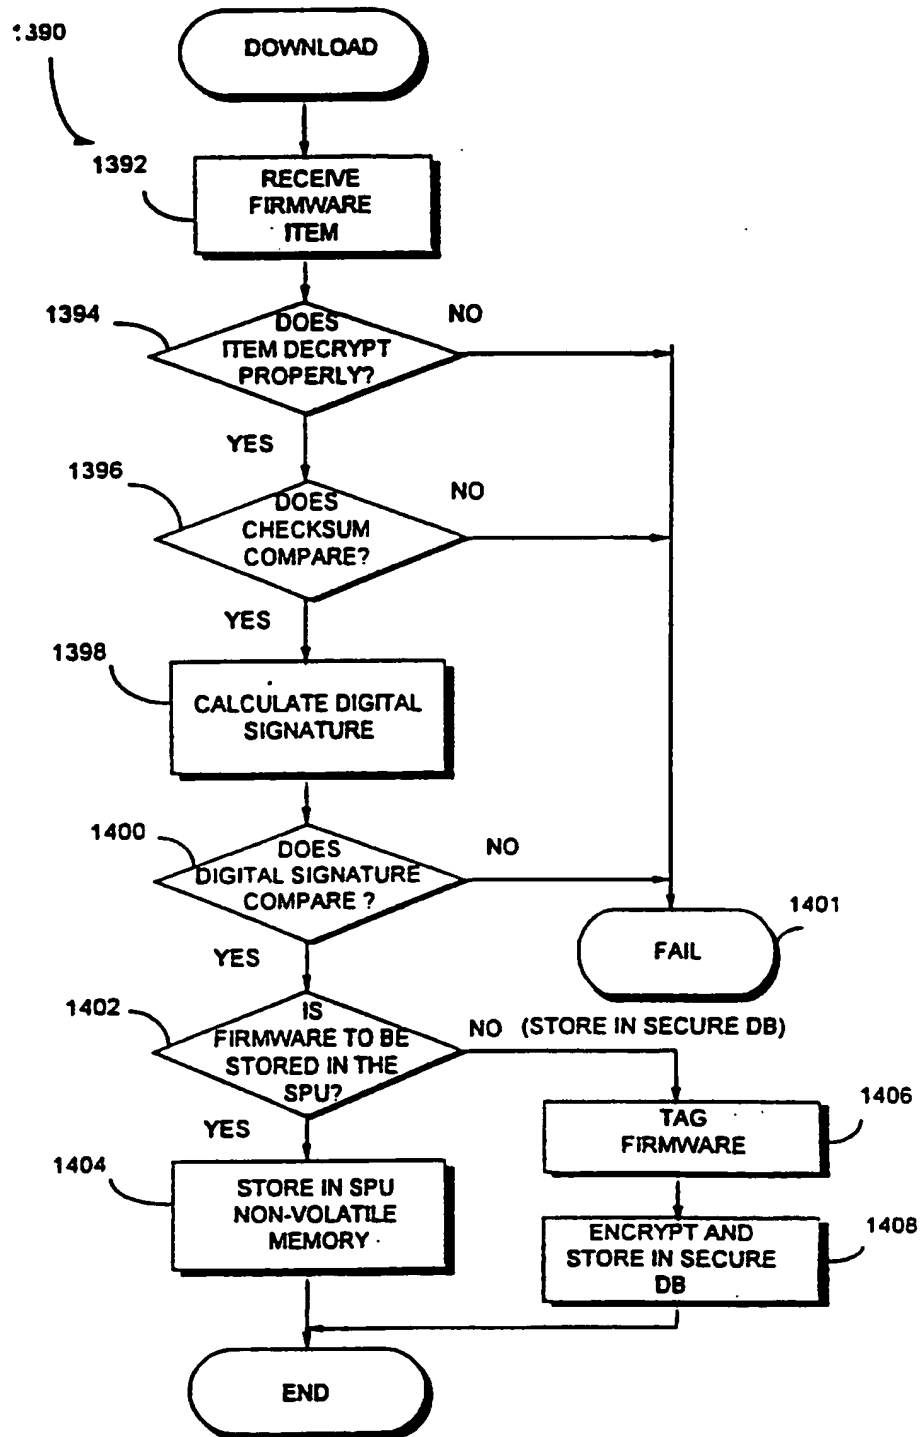 1390
DOWNLOAD
1392
RECEIVE
FIRMWARE
ITEM
1394
DOES
ITEM DECRYPT
PROPERLY?
NO
YES
1396
DOES
CHECKSUM
COMPARE?
NO
YES
1398
CALCULATE DIGITAL
SIGNATURE
1400
DOES
DIGITAL SIGNATURE
COMPARE ?
NO
YES
1401
FAIL
1402
IS
FIRMWARE TO BE
STORED IN THE
SPU?
NO (STORE IN SECURE DB)
YES
1404
STORE IN SPU
NON-VOLATILE
MEMORY
1406
TAG
FIRMWARE
1408
ENCRYPT AND
STORE IN SECURE
DB
END